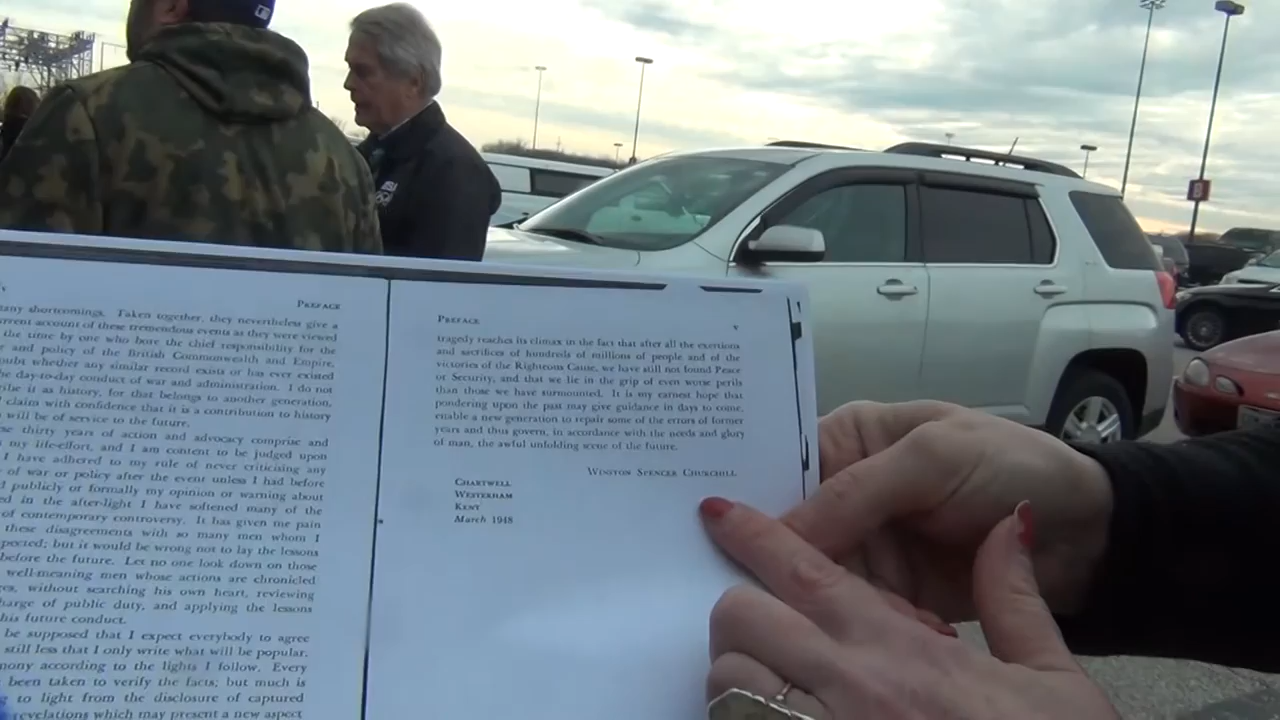 PREFACE
any shortcomings. Taken together, they nevertheless give a
rrent account of these tremendous events as they were viewed
the time by one who bore the chief responsibility for the
and policy of the British Commonwealth and Empire.
oubt whether any similar record exists or has ever existed
he day-to-day conduct of war and administration. I do not
ribe it as history, for that belongs to another generation.
claim with confidence that it is a contribution to history
will be of service to the future.
se thirty years of action and advocacy comprise and
my life-effort, and I am content to be judged upon
I have adhered to my rule of never criticising any
of war or policy after the event unless I had before
d publicly or formally my opinion or warning about
ed in the after-light I have softened many of the
of contemporary controversy. It has given me pain
these disagreements with so many men whom I
pected; but it would be wrong not to lay the lessons
before the future. Let no one look down on those
well-meaning men whose actions are chronicled
es, without searching his own heart, reviewing
harge of public duty, and applying the lessons
his future conduct.
be supposed that I expect everybody to agree
still less that I only write what will be popular.
mony according to the lights I follow. Every
been taken to verify the facts; but much is
to light from the disclosure of captured
revelations which may present a new aspect
PREFACE v
tragedy reaches its climax in the fact that after all the exertions
and sacrifices of hundreds of millions of people and of the
victories of the Righteous Cause, we have still not found Peace
or Security, and that we lie in the grip of even worse perils
than those we have surmounted. It is my earnest hope that
pondering upon the past may give guidance in days to come,
enable a new generation to repair some of the errors of former
years and thus govern, in accordance with the needs and glory
of man, the awful unfolding scene of the future.
WINSTON SPENCER CHURCHILL
CHARTWELL
WESTERHAM
KENT
March 1948